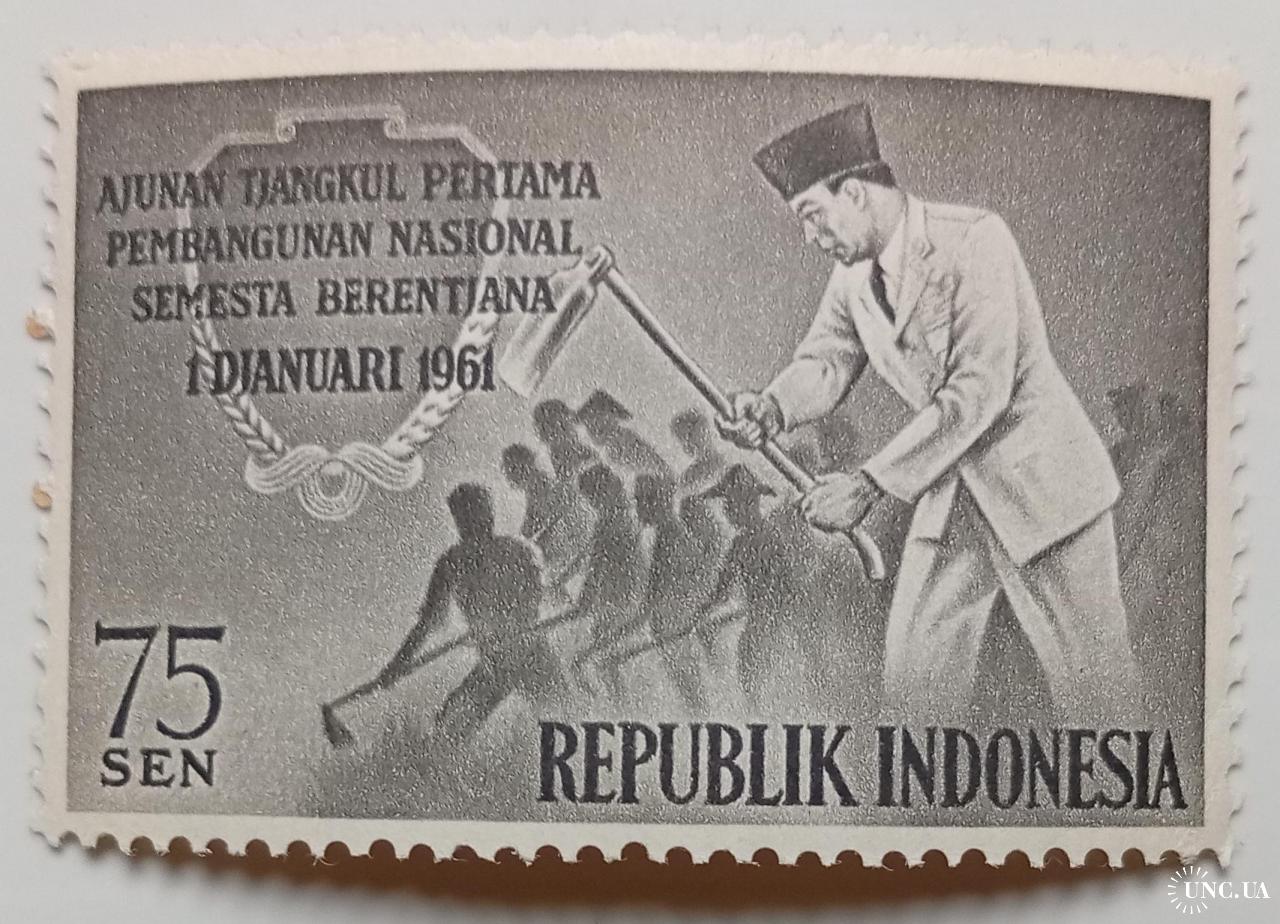 AJUNAN TJANGKUL PERTAMA
PEMBANGUNAN NASIONAL
SEMESTA BERENTJANA
1 DJANUARI 1961
75
SEN
REPUBLIK INDONESIA
UNC.UA